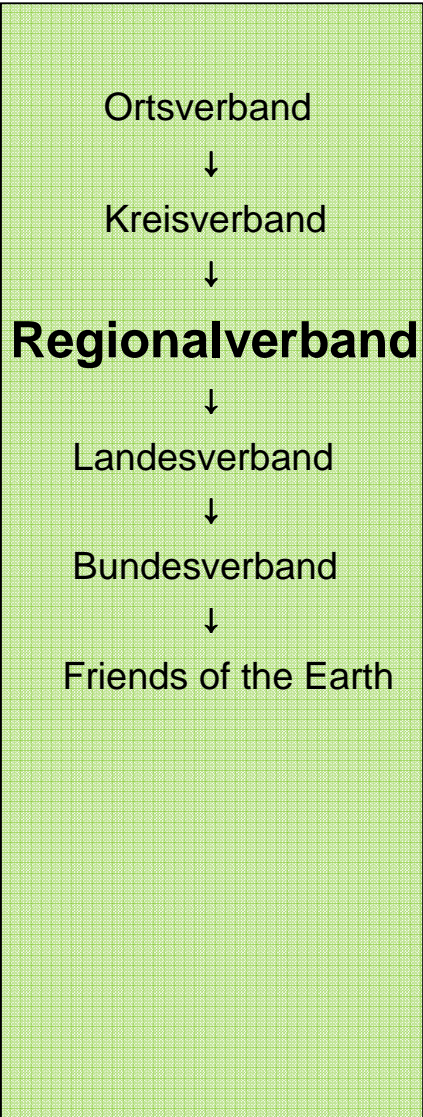 Ortsverband
↓
Kreisverband
↓
Regionalverband
↓
Landesverband
↓
Bundesverband
↓
Friends of the Earth